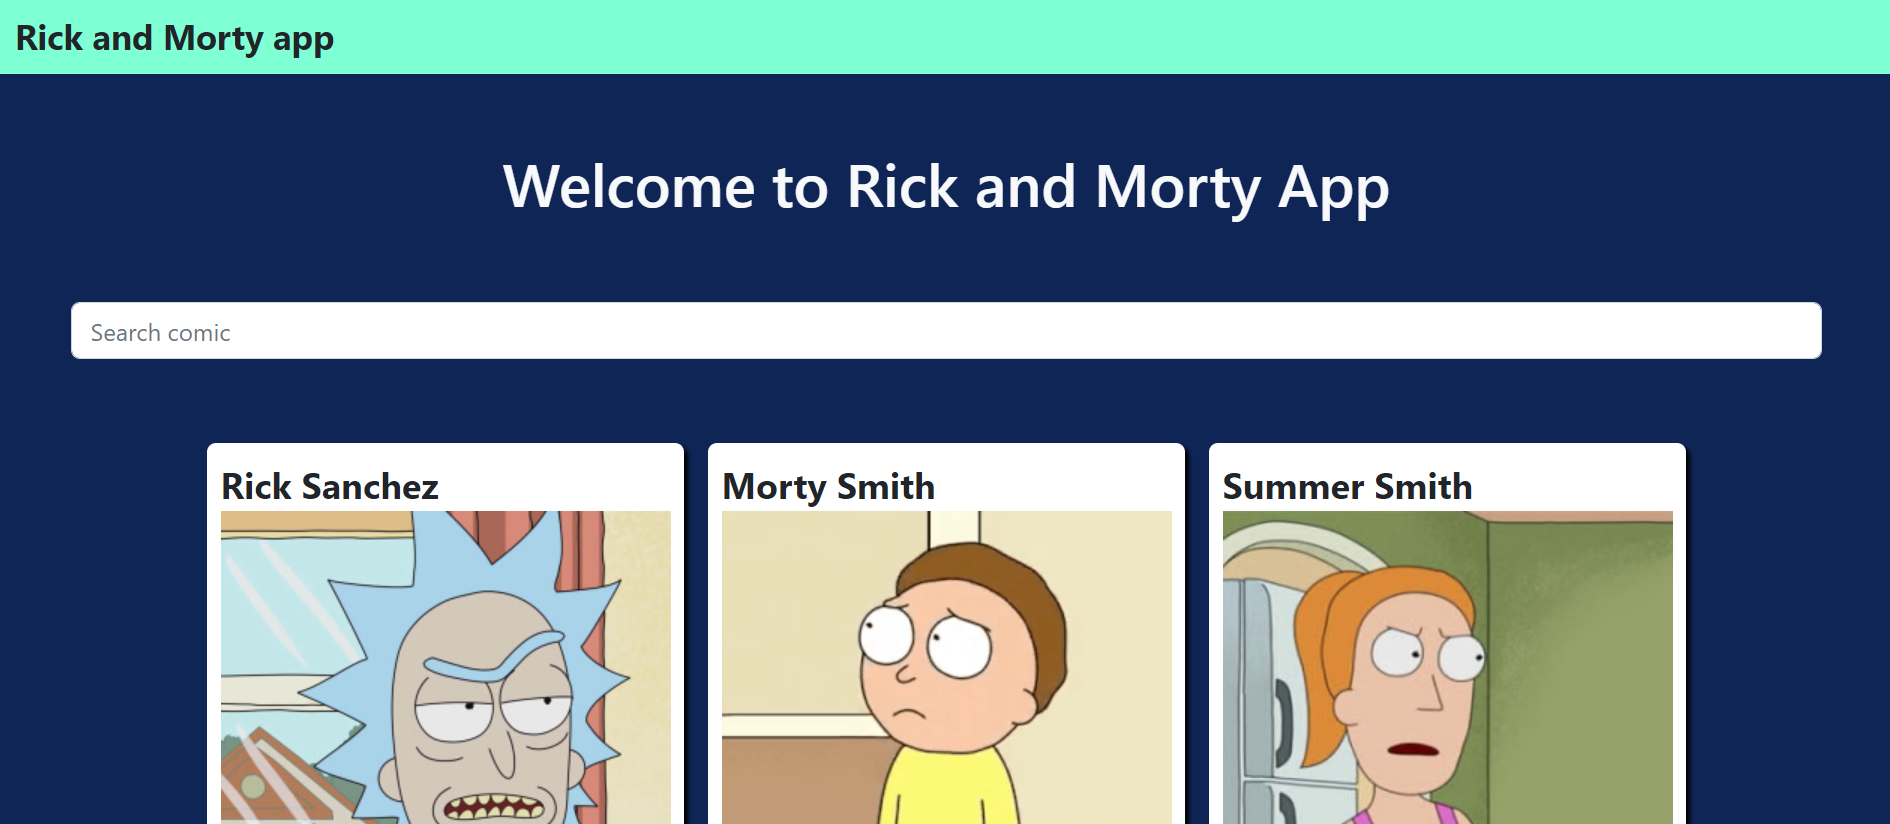 Rick and Morty app
Welcome to Rick and Morty App
Search comic
Rick Sanchez
Morty Smith
Summer Smith